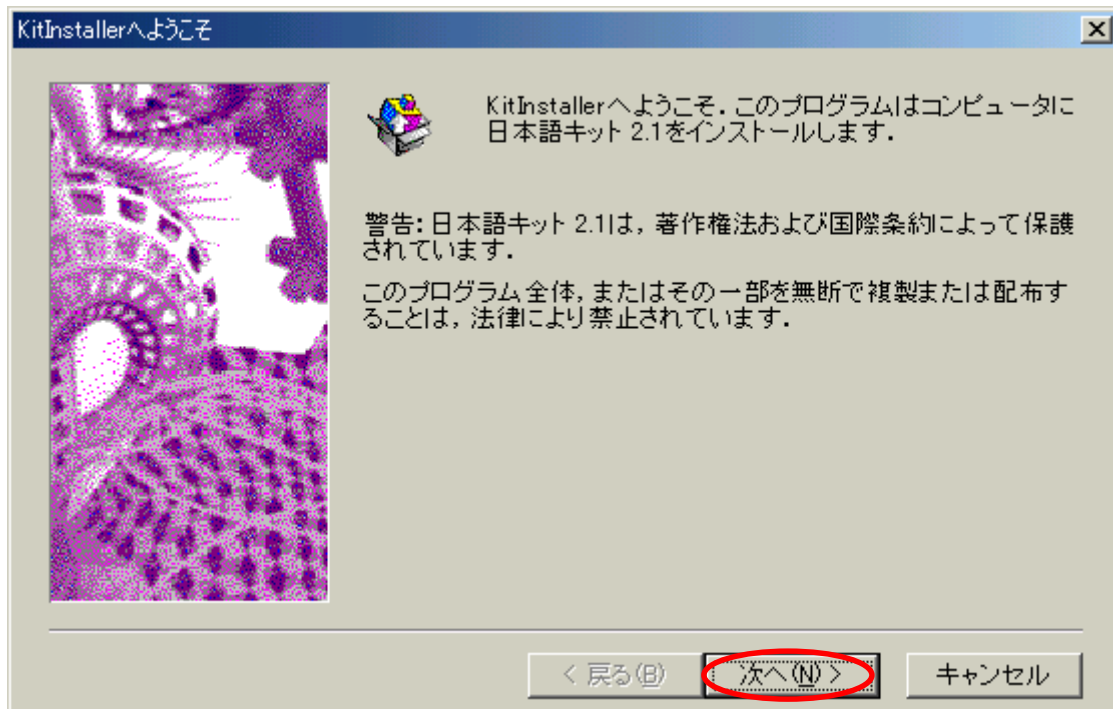 KitInstallerへようこそ
KitInstallerへようこそ．このプログラムはコンピュータに
日本語キット 2.1をインストールします．
警告: 日本語キット 2.1は，著作権法および国際条約によって保護
されています．
このプログラム全体，またはその一部を無断で複製または配布す
ることは，法律により禁止されています．
< 戻る(B)
次へ(N) >
キャンセル